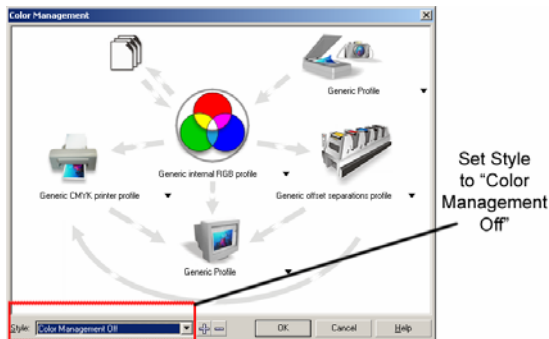 Color Management
Generic Profile
Generic internal RGB profile
Generic CMYK printer profile
Generic offset separations profile
Generic Profile
Set Style
to "Color
Management
Off"
Style: Color Management Off
OK
Cancel
Help